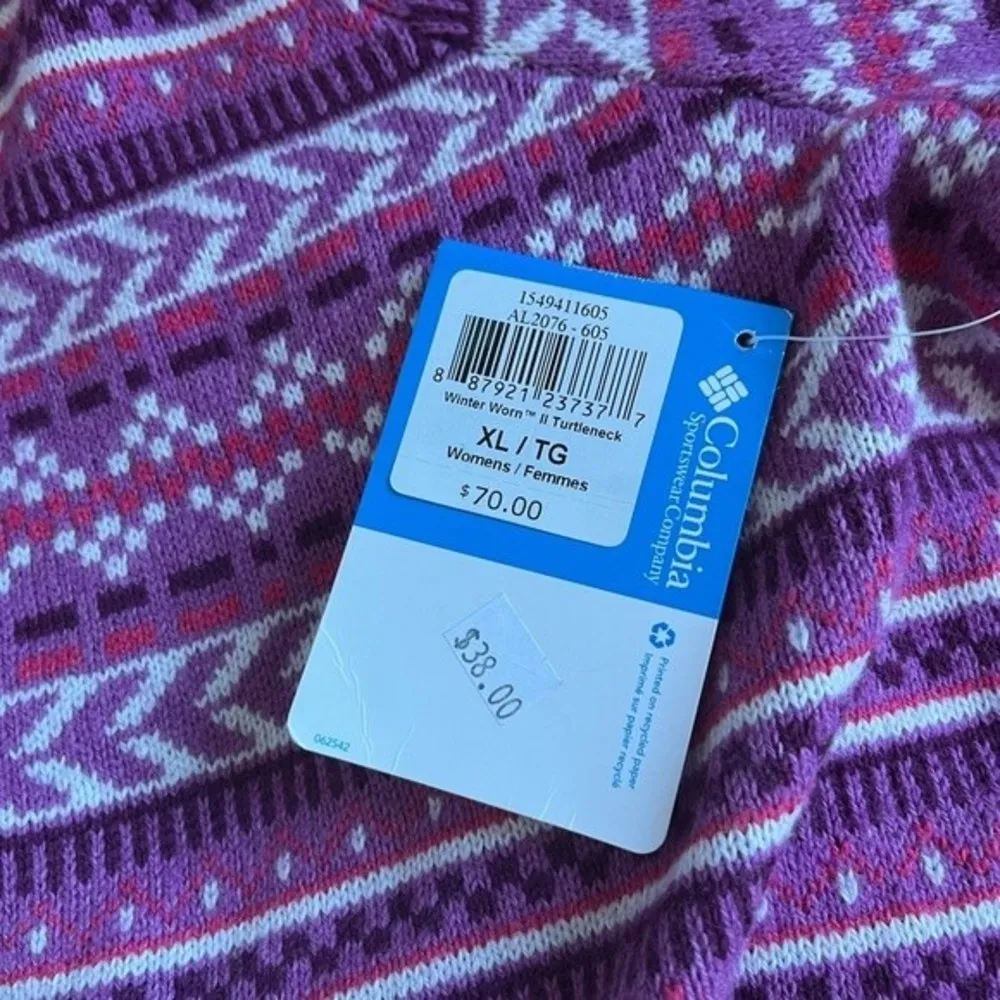 1549411605
AL2076 - 605
8 87921 23737 7
Winter Worn™ II Turtleneck
XL / TG
Womens / Femmes
$70.00
Columbia
Sportswear Company
$38.00
Printed on recycled paper
Imprimé sur papier recyclé
062542